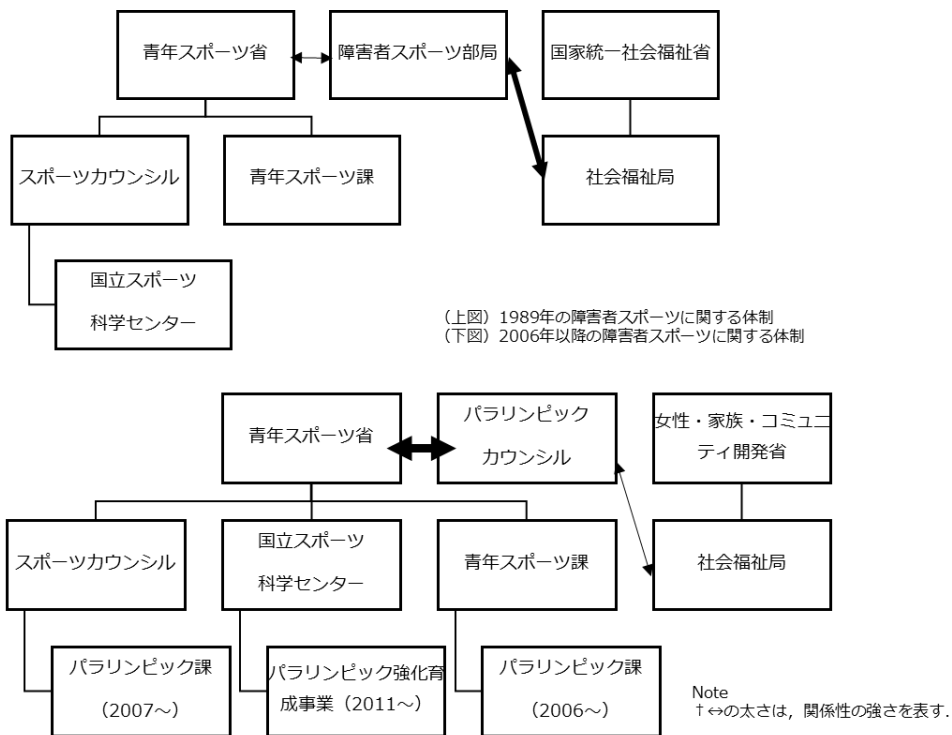 青年スポーツ省
障害者スポーツ部局
国家統一社会福祉省
スポーツカウンシル
青年スポーツ課
社会福祉局
国立スポーツ
科学センター
（上図）1989年の障害者スポーツに関する体制
（下図）2006年以降の障害者スポーツに関する体制
青年スポーツ省
パラリンピック
カウンシル
女性・家族・コミュニ
ティ開発省
スポーツカウンシル
国立スポーツ
科学センター
青年スポーツ課
社会福祉局
パラリンピック課
（2007～）
パラリンピック強化育
成事業（2011～）
パラリンピック課
（2006～）
Note
↑⇔の太さは，関係性の強さを表す.